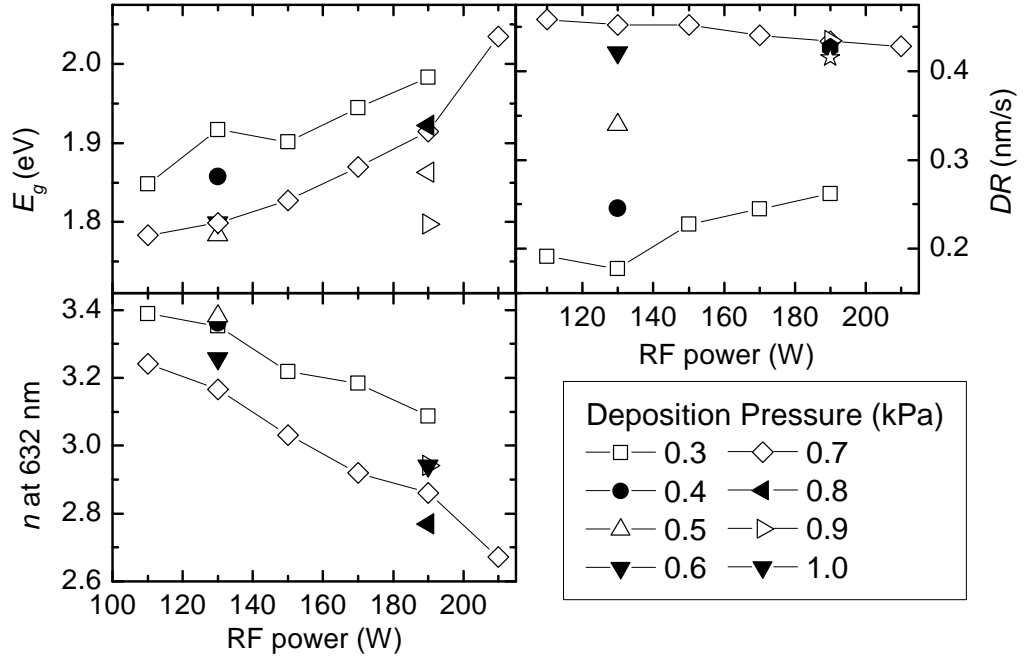 2.0
1.9
1.8
E_g (eV)
0.4
0.3
0.2
DR (nm/s)
120 140 160 180 200
RF power (W)
3.4
3.2
3.0
2.8
2.6
n at 632 nm
100 120 140 160 180 200
RF power (W)
Deposition Pressure (kPa)
0.3 0.7
0.4 0.8
0.5 0.9
0.6 1.0